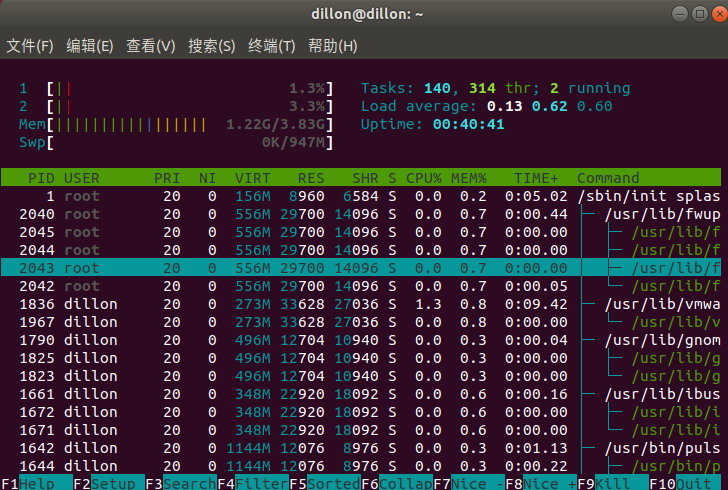 dillon@dillon: ~
文件(F) 编辑(E) 查看(V) 搜索(S) 终端(T) 帮助(H)
1 [|| 1.3%] Tasks: 140, 314 thr; 2 running
2 [|| 3.3%] Load average: 0.13 0.62 0.60
Mem[||||||||||||||||| 1.22G/3.83G] Uptime: 00:40:41
Swp[ 0K/947M]
PID USER PRI NI VIRT RES SHR S CPU% MEM% TIME+ Command
1 root 20 0 156M 8960 6584 S 0.0 0.2 0:05.02 /sbin/init splas
2040 root 20 0 556M 29700 14096 S 0.0 0.7 0:00.44 ├─ /usr/lib/fwup
2045 root 20 0 556M 29700 14096 S 0.0 0.7 0:00.00 │ ├─ /usr/lib/f
2044 root 20 0 556M 29700 14096 S 0.0 0.7 0:00.00 │ ├─ /usr/lib/f
2043 root 20 0 556M 29700 14096 S 0.0 0.7 0:00.00 │ ├─ /usr/lib/f
2042 root 20 0 556M 29700 14096 S 0.0 0.7 0:00.05 │ └─ /usr/lib/f
1836 dillon 20 0 273M 33628 27036 S 1.3 0.8 0:09.42 ├─ /usr/lib/vmwa
1967 dillon 20 0 273M 33628 27036 S 0.0 0.8 0:00.00 │ └─ /usr/lib/v
1790 dillon 20 0 496M 12704 10940 S 0.0 0.3 0:00.04 ├─ /usr/lib/gnom
1825 dillon 20 0 496M 12704 10940 S 0.0 0.3 0:00.00 │ ├─ /usr/lib/g
1823 dillon 20 0 496M 12704 10940 S 0.0 0.3 0:00.00 │ └─ /usr/lib/g
1661 dillon 20 0 348M 22920 18092 S 0.0 0.6 0:00.16 ├─ /usr/lib/ibus
1672 dillon 20 0 348M 22920 18092 S 0.0 0.6 0:00.00 │ ├─ /usr/lib/i
1671 dillon 20 0 348M 22920 18092 S 0.0 0.6 0:00.00 │ └─ /usr/lib/i
1642 dillon 20 0 1144M 12076 8976 S 0.0 0.3 0:01.13 ├─ /usr/bin/puls
1644 dillon 20 0 1144M 12076 8976 S 0.0 0.3 0:00.22 │ ├─ /usr/bin/p
F1Help F2Setup F3SearchF4FilterF5SortedF6CollapF7Nice -F8Nice +F9Kill F10Quit